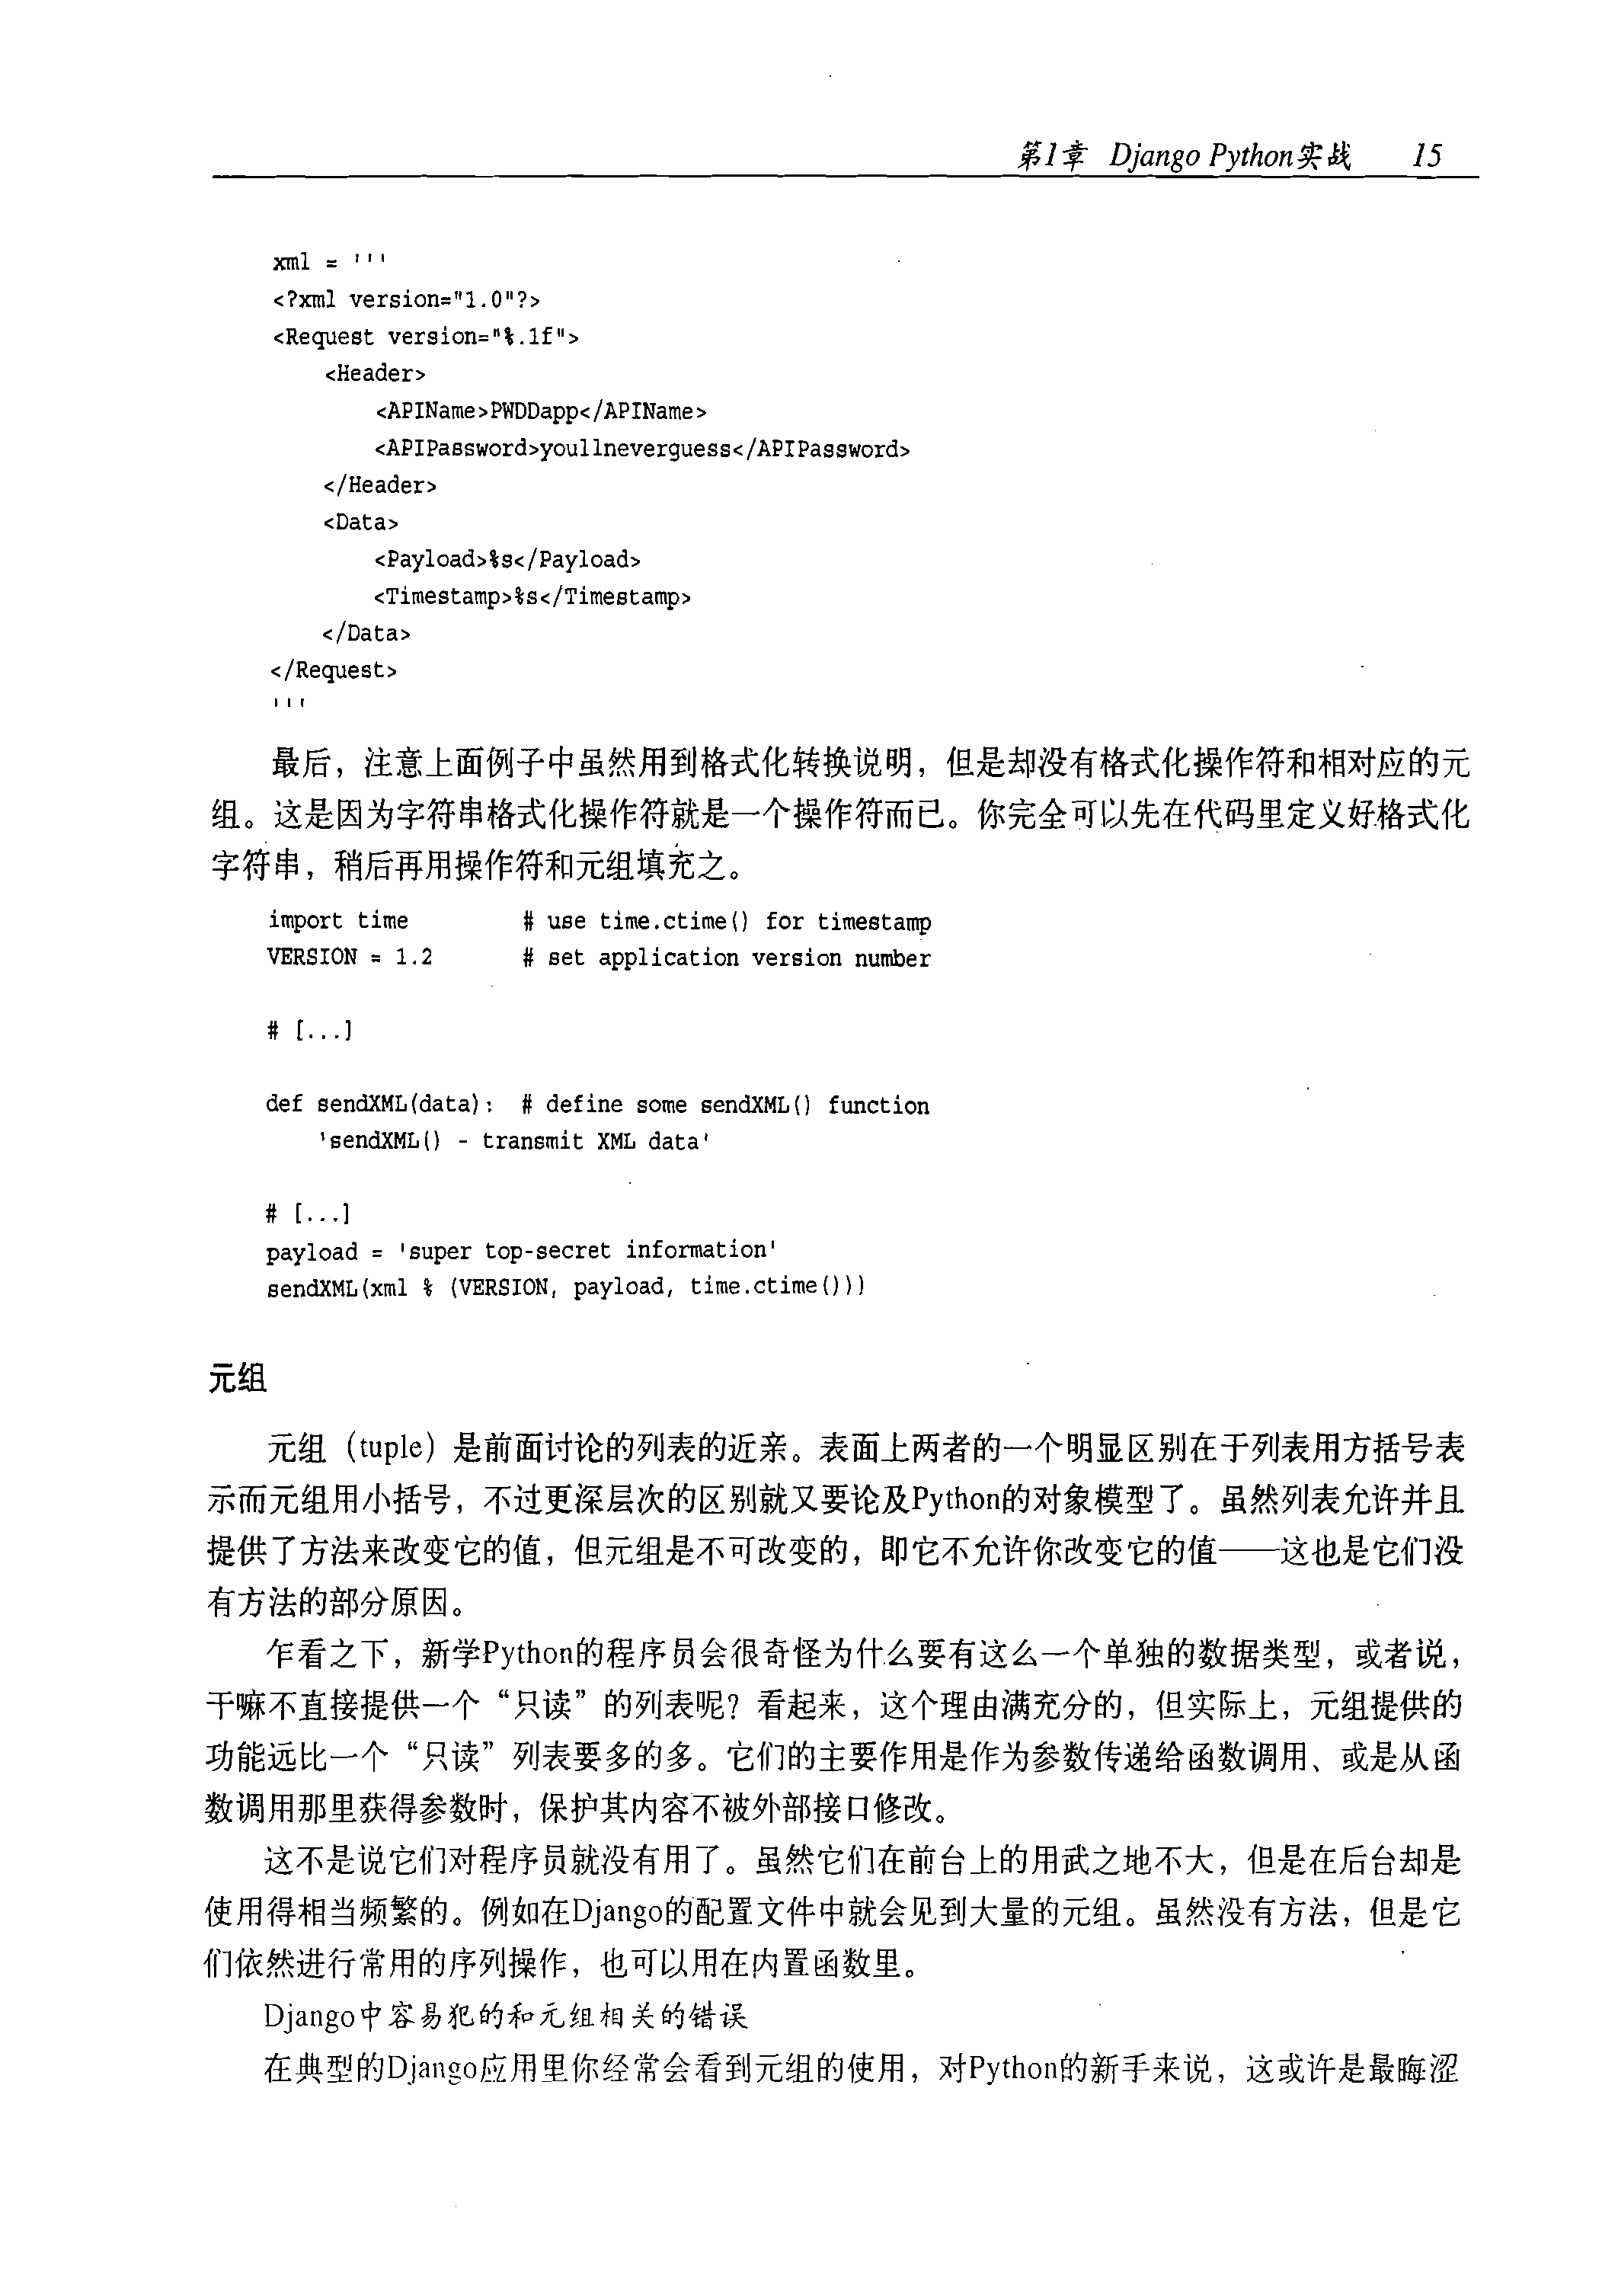 第1章 Django Python实战 15
xml = '''
<?xml version="1.0"?>
<Request version="%.1f">
    <Header>
        <APIName>PWDDapp</APIName>
        <APIPassword>youllneverguess</APIPassword>
    </Header>
    <Data>
        <Payload>%s</Payload>
        <Timestamp>%s</Timestamp>
    </Data>
</Request>
'''
最后，注意上面例子中虽然用到格式化转换说明，但是却没有格式化操作符和相对应的元
组。这是因为字符串格式化操作符就是一个操作符而已。你完全可以先在代码里定义好格式化
字符串，稍后再用操作符和元组填充之。
import time         # use time.ctime() for timestamp
VERSION = 1.2       # set application version number
# [...]
def sendXML(data):  # define some sendXML() function
    'sendXML() - transmit XML data'
# [...]
payload = 'super top-secret information'
sendXML(xml % (VERSION, payload, time.ctime()))
元组
元组（tuple）是前面讨论的列表的近亲。表面上两者的一个明显区别在于列表用方括号表
示而元组用小括号，不过更深层次的区别就又要论及Python的对象模型了。虽然列表允许并且
提供了方法来改变它的值，但元组是不可改变的，即它不允许你改变它的值——这也是它们没
有方法的部分原因。
乍看之下，新学Python的程序员会很奇怪为什么要有这么一个单独的数据类型，或者说，
干嘛不直接提供一个“只读”的列表呢？看起来，这个理由满充分的，但实际上，元组提供的
功能远比一个“只读”列表要多的多。它们的主要作用是作为参数传递给函数调用、或是从函
数调用那里获得参数时，保护其内容不被外部接口修改。
这不是说它们对程序员就没有用了。虽然它们在前台上的用武之地不大，但是在后台却是
使用得相当频繁的。例如在Django的配置文件中就会见到大量的元组。虽然没有方法，但是它
们依然进行常用的序列操作，也可以用在内置函数里。
Django中容易犯的和元组相关的错误
在典型的Django应用里你经常会看到元组的使用，对Python的新手来说，这或许是最晦涩